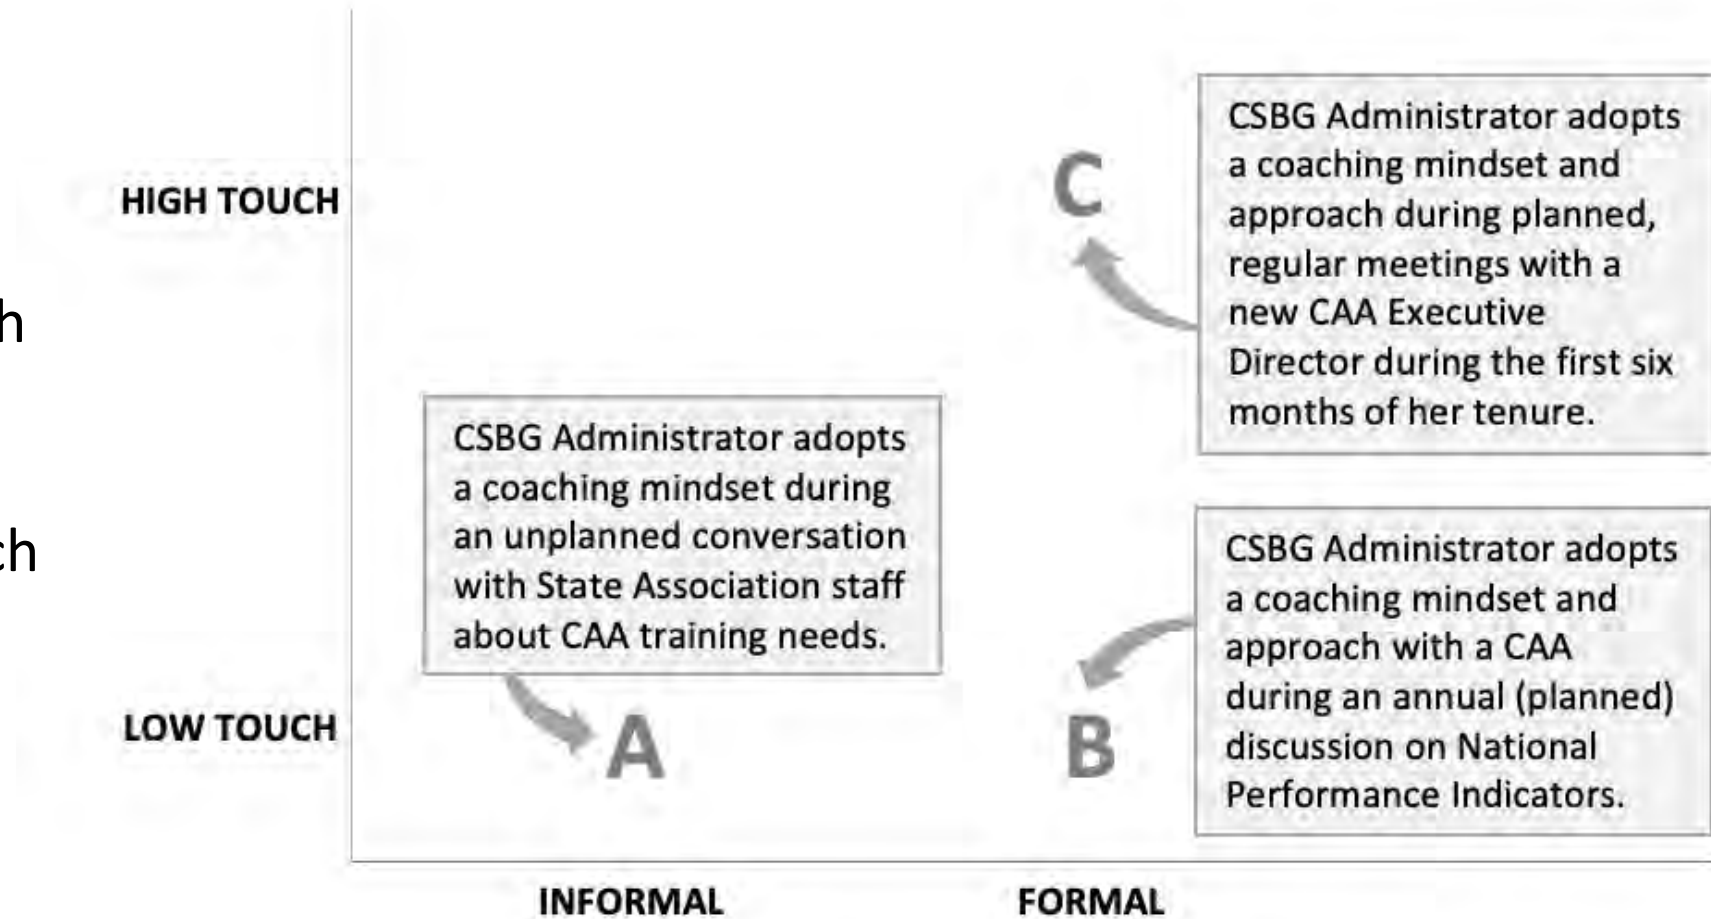 HIGH TOUCH
h
ch
LOW TOUCH
CSBG Administrator adopts
a coaching mindset during
an unplanned conversation
with State Association staff
about CAA training needs.
A
C
CSBG Administrator adopts
a coaching mindset and
approach during planned,
regular meetings with a
new CAA Executive
Director during the first six
months of her tenure.
B
CSBG Administrator adopts
a coaching mindset and
approach with a CAA
during an annual (planned)
discussion on National
Performance Indicators.
INFORMAL
FORMAL